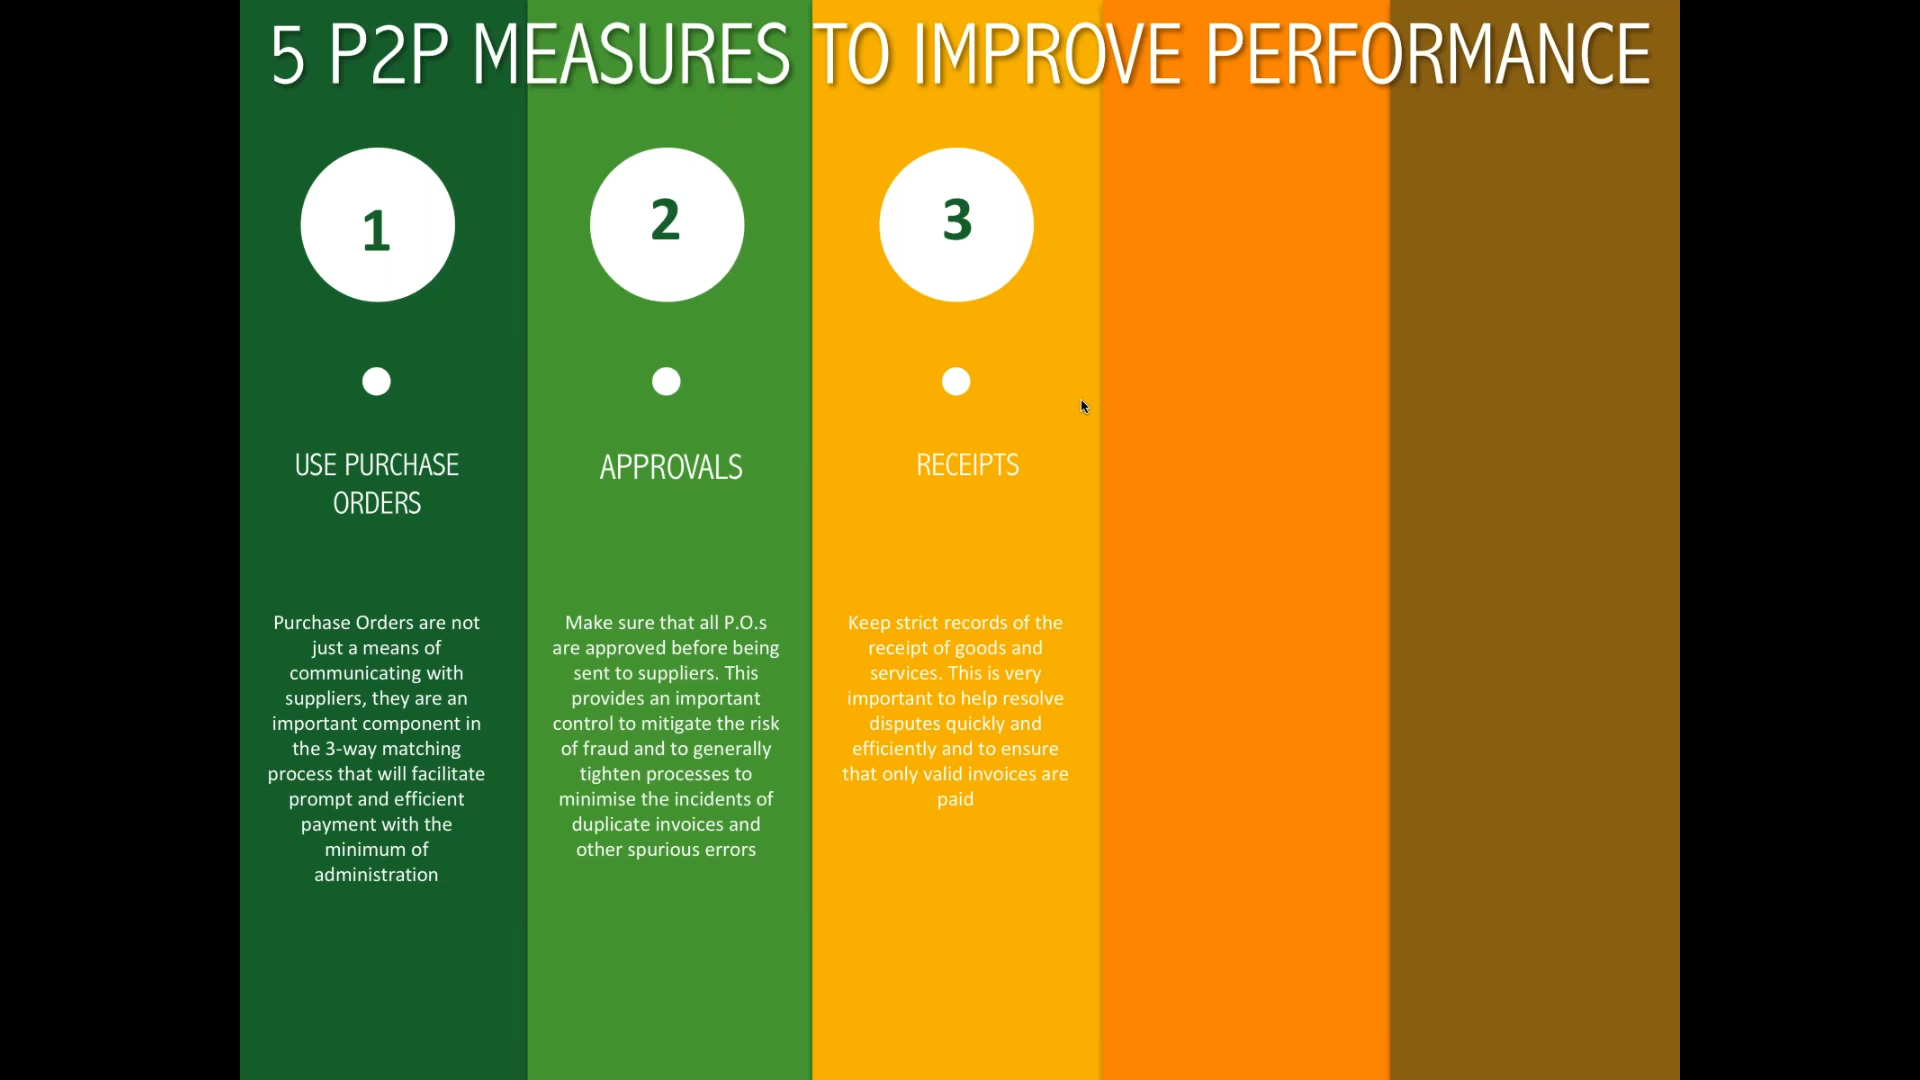 5 P2P MEASURES TO IMPROVE PERFORMANCE
1
USE PURCHASE
ORDERS
Purchase Orders are not
just a means of
communicating with
suppliers, they are an
important component in
the 3-way matching
process that will facilitate
prompt and efficient
payment with the
minimum of
administration
2
APPROVALS
Make sure that all P.O.s
are approved before being
sent to suppliers. This
provides an important
control to mitigate the risk
of fraud and to generally
tighten processes to
minimise the incidents of
duplicate invoices and
other spurious errors
3
RECEIPTS
Keep strict records of the
receipt of goods and
services. This is very
important to help resolve
disputes quickly and
efficiently and to ensure
that only valid invoices are
paid